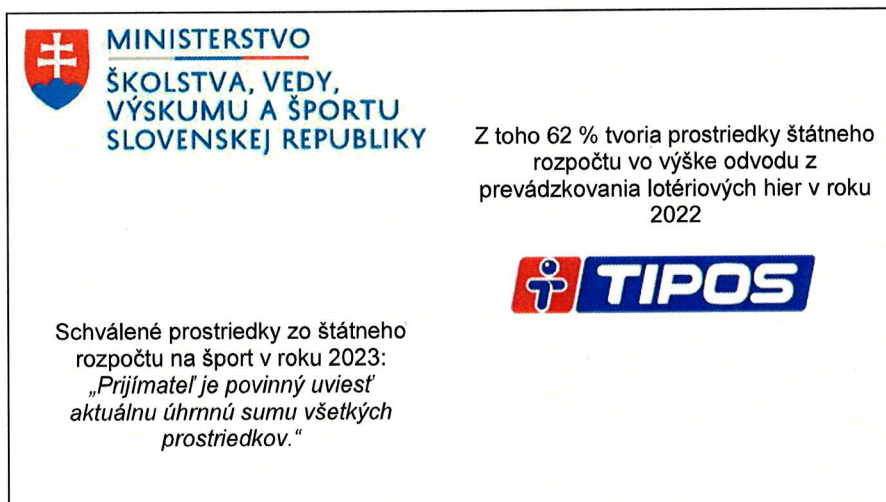 MINISTERSTVO
ŠKOLSTVA, VEDY,
VÝSKUMU A ŠPORTU
SLOVENSKEJ REPUBLIKY
Z toho 62 % tvoria prostriedky štátneho
rozpočtu vo výške odvodu z
prevádzkovania lotériových hier v roku
2022
TIPOS
Schválené prostriedky zo štátneho
rozpočtu na šport v roku 2023:
„Prijímateľ je povinný uviesť
aktuálnu úhrnnú sumu všetkých
prostriedkov.“